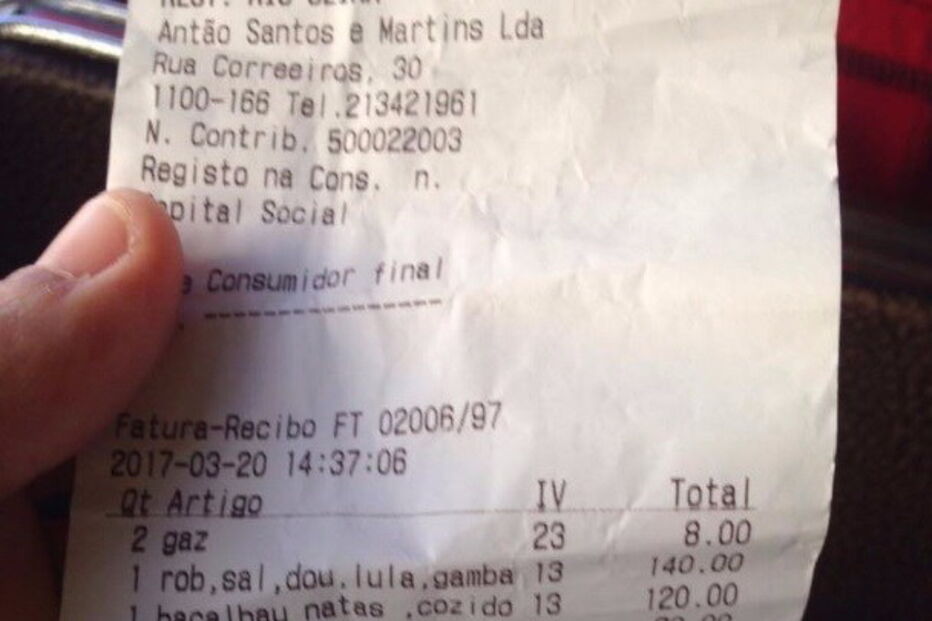 Antão Santos e Martins Lda
Rua Correeiros, 30
1100-166 Tel.213421961
N. Contrib. 500022003
Registo na Cons. n.
Social
Consumidor final
--------------------
Fatura-Recibo FT 02006/97
2017-03-20 14:37:06
Qt Artigo IV Total
2 gaz 23 8.00
1 rob,sal,dou,lula,gamba 13 140.00
1 bacalhau natas ,cozido 13 120.00